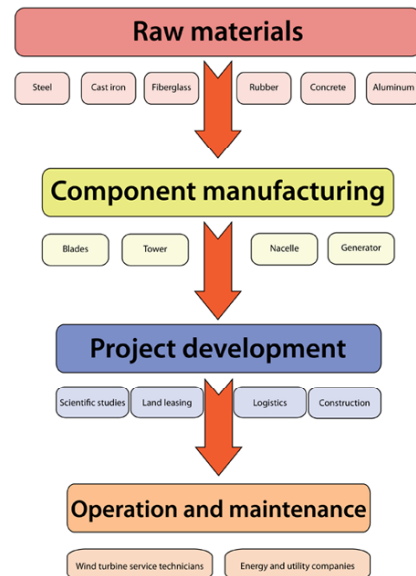 Raw materials
Steel
Cast iron
Fiberglass
Rubber
Concrete
Aluminum
Component manufacturing
Blades
Tower
Nacelle
Generator
Project development
Scientific studies
Land leasing
Logistics
Construction
Operation and maintenance
Wind turbine service technicians
Energy and utility companies